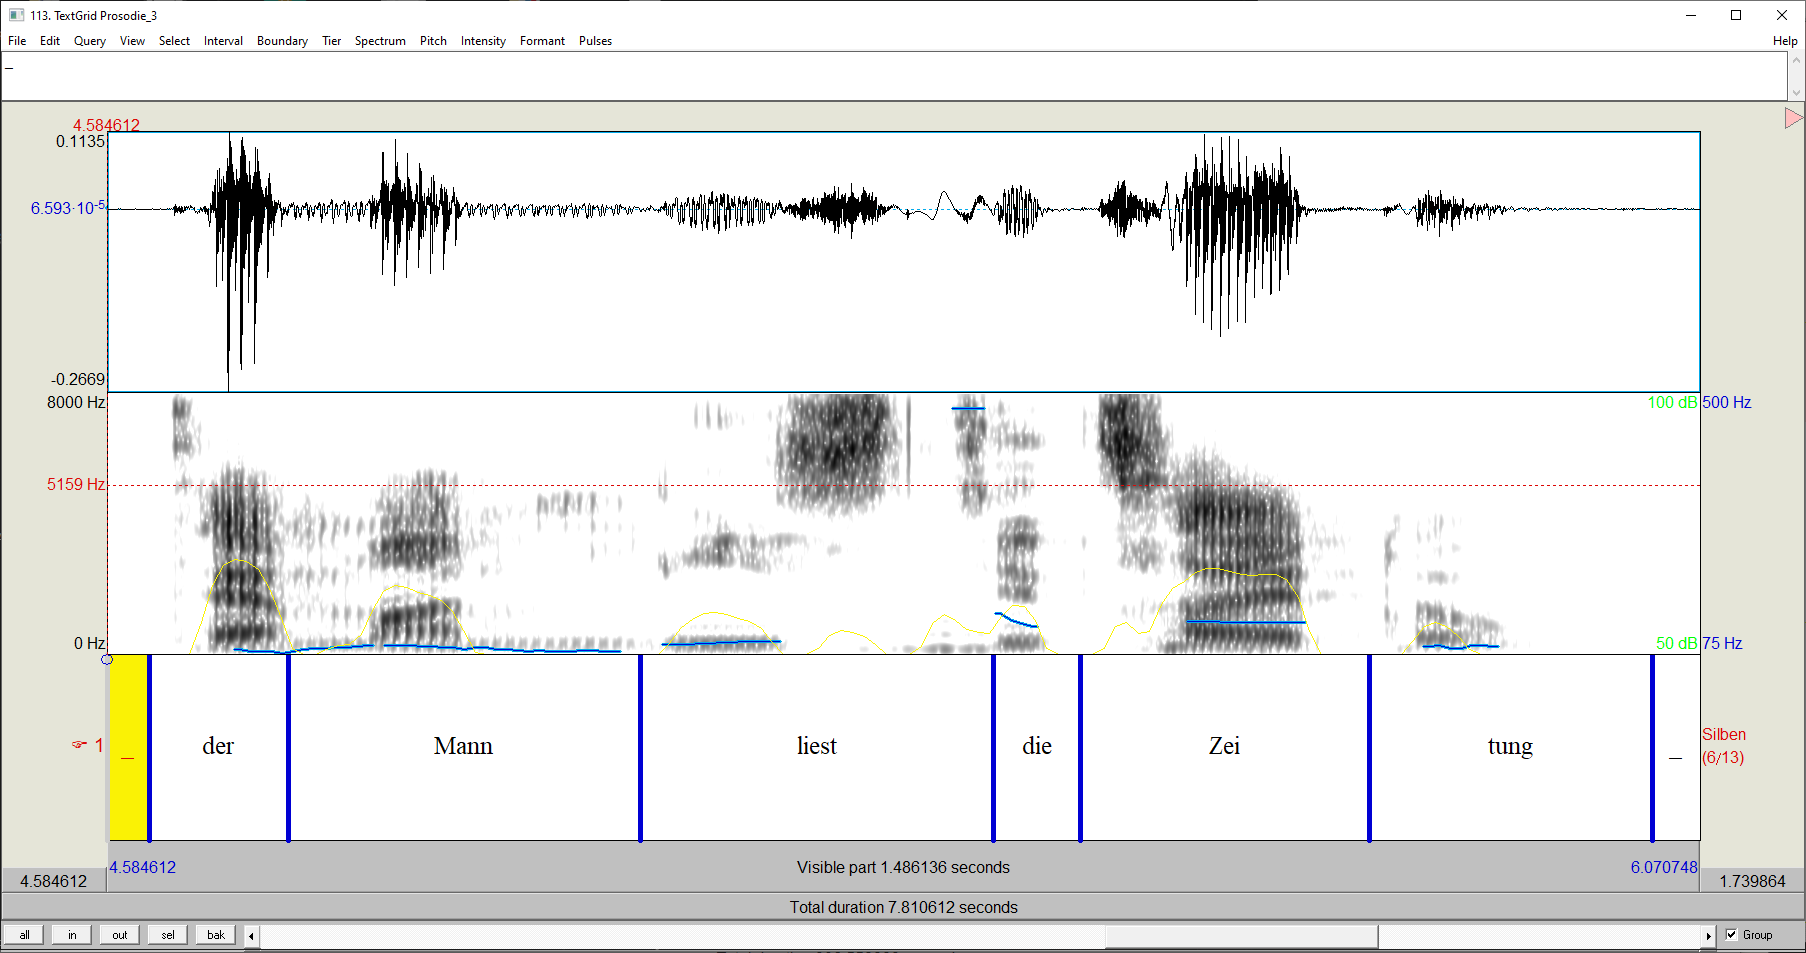 113. TextGrid Prosodie_3
File Edit Query View Select Interval Boundary Tier Spectrum Pitch Intensity Formant Pulses Help
–
4.584612
0.1135
6.593·10⁻⁵
-0.2669
8000 Hz 100 dB 500 Hz
5159 Hz
0 Hz 50 dB 75 Hz
☞ 1 _ der Mann liest die Zei tung _ Silben
(6/13)
4.584612 Visible part 1.486136 seconds 6.070748
4.584612 1.739864
Total duration 7.810612 seconds
all in out sel bak Group